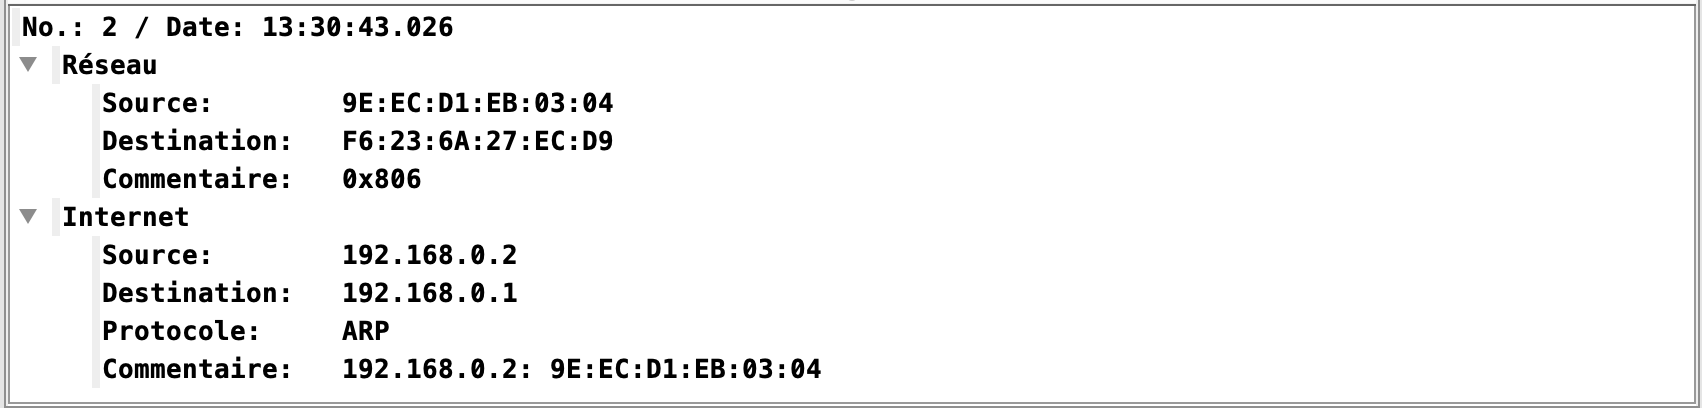 No.: 2 / Date: 13:30:43.026
Réseau
Source: 9E:EC:D1:EB:03:04
Destination: F6:23:6A:27:EC:D9
Commentaire: 0x806
Internet
Source: 192.168.0.2
Destination: 192.168.0.1
Protocole: ARP
Commentaire: 192.168.0.2: 9E:EC:D1:EB:03:04